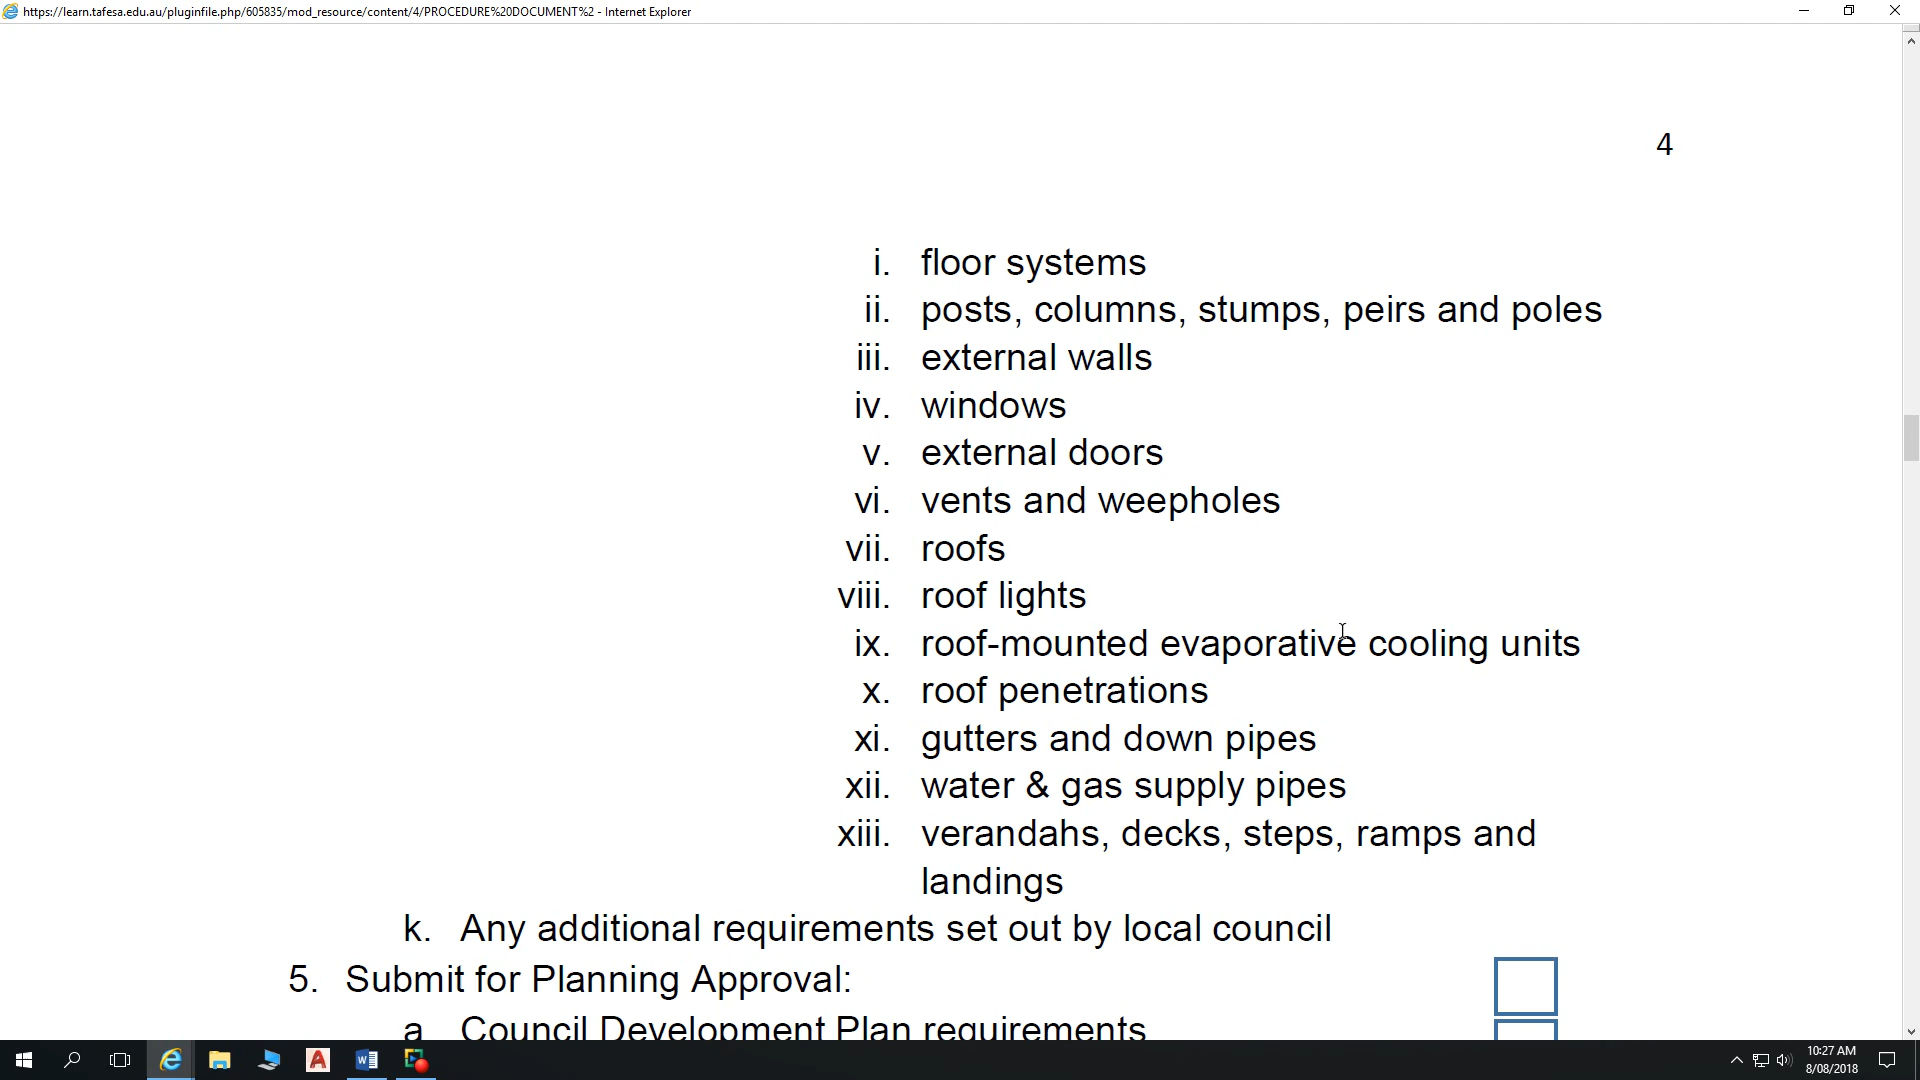 https://learn.tafesa.edu.au/pluginfile.php/605835/mod_resource/content/4/PROCEDURE%20DOCUMENT%2 - Internet Explorer
4
i. floor systems
ii. posts, columns, stumps, peirs and poles
iii. external walls
iv. windows
v. external doors
vi. vents and weepholes
vii. roofs
viii. roof lights
ix. roof-mounted evaporative cooling units
x. roof penetrations
xi. gutters and down pipes
xii. water & gas supply pipes
xiii. verandahs, decks, steps, ramps and
landings
k. Any additional requirements set out by local council
5. Submit for Planning Approval:
a Council Development Plan requirements
10:27 AM
8/08/2018